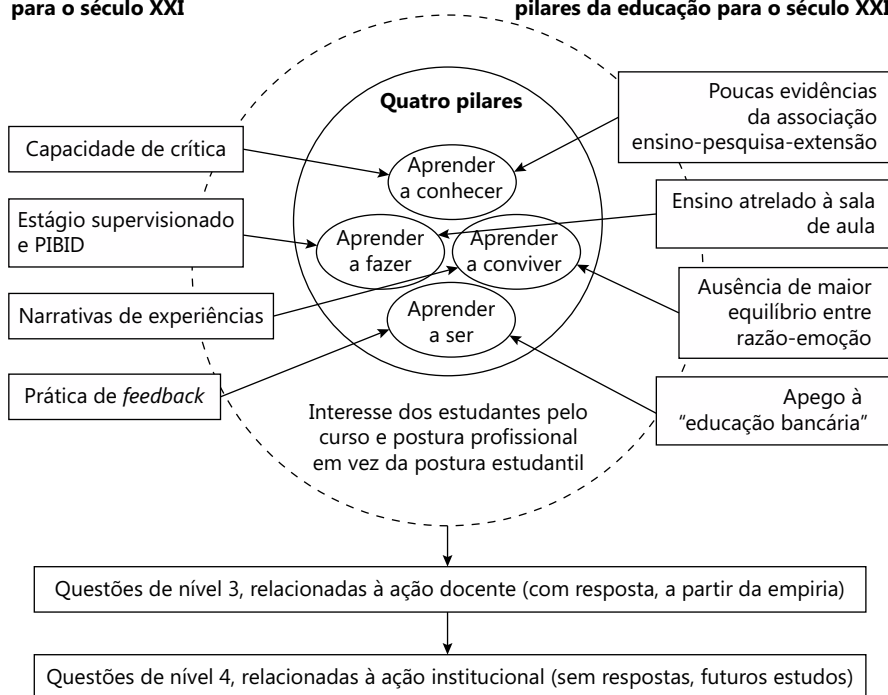 para o século XXI
pilares da educação para o século XXI
Quatro pilares
Capacidade de crítica
Estágio supervisionado
e PIBID
Narrativas de experiências
Prática de feedback
Aprender
a conhecer
Aprender
a fazer
Aprender
a conviver
Aprender
a ser
Poucas evidências
da associação
ensino-pesquisa-extensão
Ensino atrelado à sala
de aula
Ausência de maior
equilíbrio entre
razão-emoção
Apego à
“educação bancária”
Interesse dos estudantes pelo
curso e postura profissional
em vez da postura estudantil
Questões de nível 3, relacionadas à ação docente (com resposta, a partir da empiria)
Questões de nível 4, relacionadas à ação institucional (sem respostas, futuros estudos)